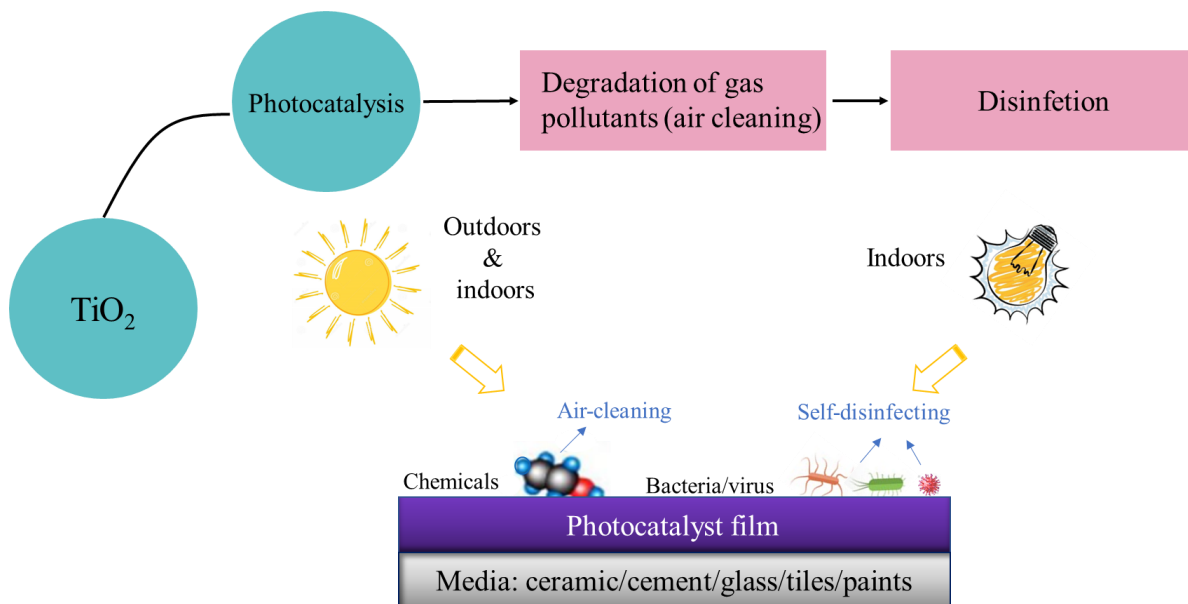 Photocatalysis
Degradation of gas
pollutants (air cleaning)
Disinfetion
TiO₂
Outdoors
&
indoors
Indoors
Air-cleaning
Self-disinfecting
Chemicals
Bacteria/virus
Photocatalyst film
Media: ceramic/cement/glass/tiles/paints